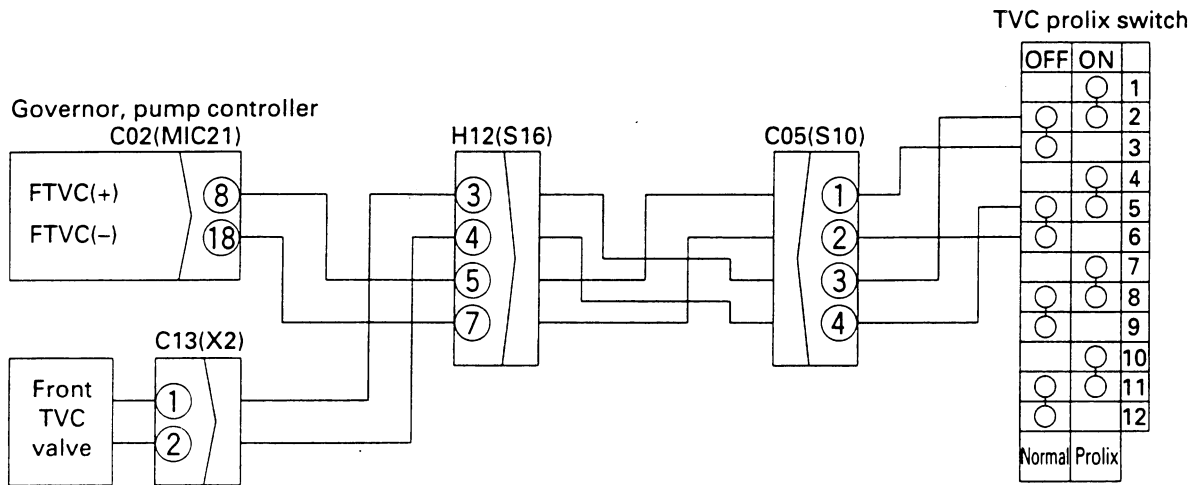 TVC prolix switch
OFF ON
1
2
3
4
5
6
7
8
9
10
11
12
Normal Prolix
Governor, pump controller
C02(MIC21)
FTVC(+) 8
FTVC(−) 18
H12(S16)
3
4
5
7
C05(S10)
1
2
3
4
C13(X2)
1
2
Front
TVC
valve